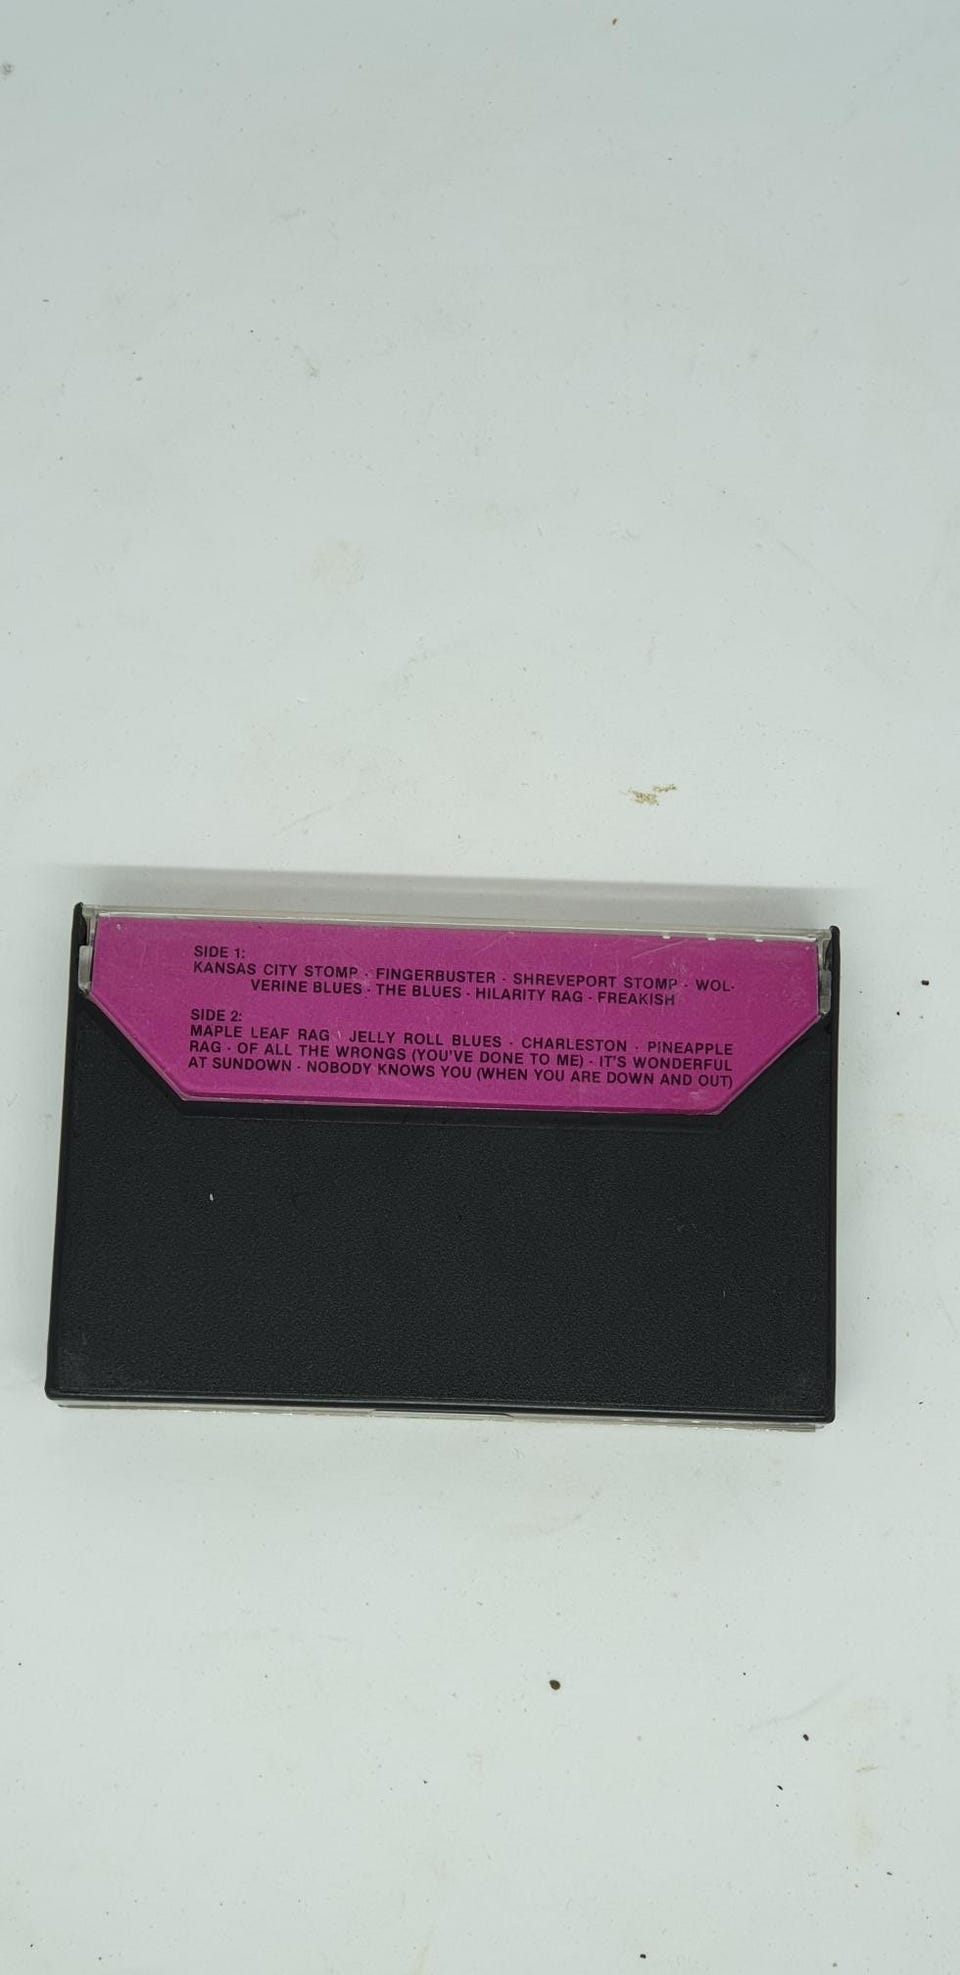 SIDE 1:
KANSAS CITY STOMP · FINGERBUSTER · SHREVEPORT STOMP · WOL-
VERINE BLUES · THE BLUES · HILARITY RAG · FREAKISH
SIDE 2:
MAPLE LEAF RAG · JELLY ROLL BLUES · CHARLESTON · PINEAPPLE
RAG · OF ALL THE WRONGS (YOU'VE DONE TO ME) · IT'S WONDERFUL
AT SUNDOWN · NOBODY KNOWS YOU (WHEN YOU ARE DOWN AND OUT)